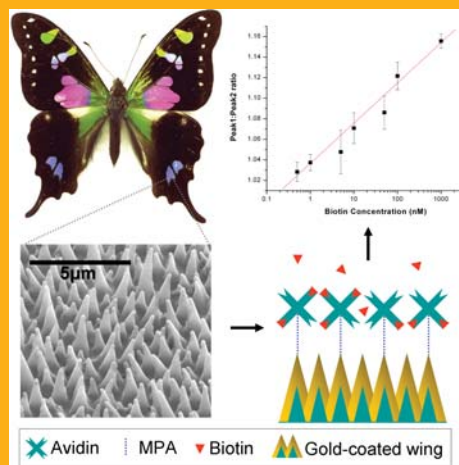 Peak1:Peak2 ratio
1.16
1.14
1.12
1.10
1.08
1.06
1.04
1.02
0.1 1 10 100 1000
Biotin Concentration (nM)
5µm
Avidin MPA Biotin Gold-coated wing